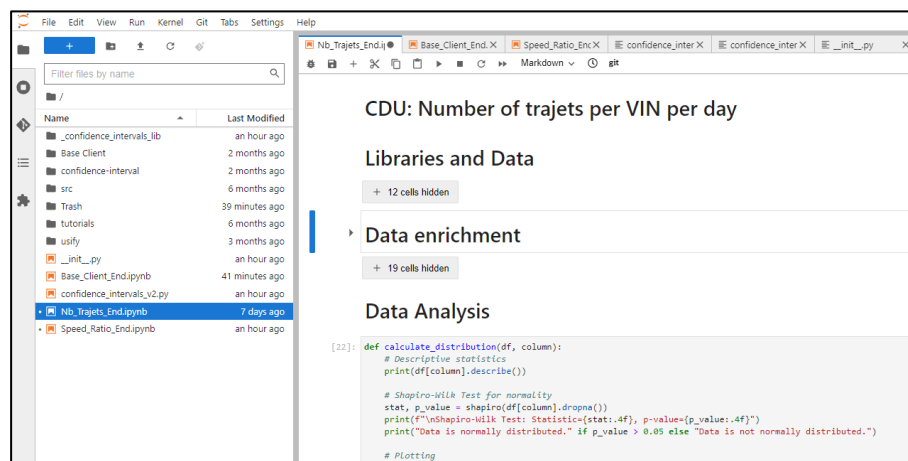 File Edit View Run Kernel Git Tabs Settings Help
Filter files by name
/
Name Last Modified
_confidence_intervals_lib an hour ago
Base Client 2 months ago
confidence-interval 2 months ago
src 6 months ago
Trash 39 minutes ago
tutorials 6 months ago
usify 3 months ago
__init__.py an hour ago
Base_Client_End.ipynb 41 minutes ago
confidence_intervals_v2.py an hour ago
Nb_Trajets_End.ipynb 7 days ago
Speed_Ratio_End.ipynb an hour ago
Nb_Trajets_End.ip Base_Client_End. Speed_Ratio_Enc confidence_inter confidence_inter __init__.py
Markdown git
CDU: Number of trajets per VIN per day
Libraries and Data
+ 12 cells hidden
Data enrichment
+ 19 cells hidden
Data Analysis
[22]: def calculate_distribution(df, column):
# Descriptive statistics
print(df[column].describe())
# Shapiro-Wilk Test for normality
stat, p_value = shapiro(df[column].dropna())
print(f"\nShapiro-Wilk Test: Statistic={stat:.4f}, p-value={p_value:.4f}")
print("Data is normally distributed." if p_value > 0.05 else "Data is not normally distributed.")
# Plotting